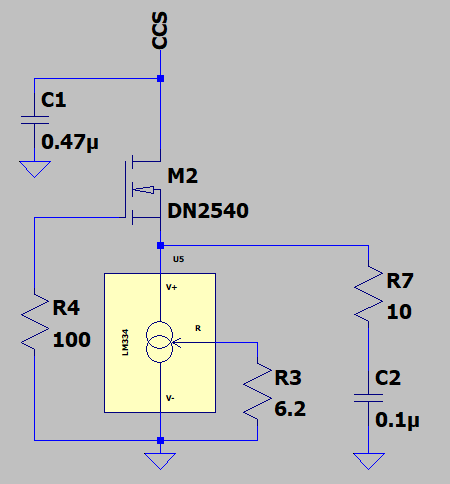 CCS
C1
0.47µ
M2
DN2540
U5
V+
R4
100
LM334
R
V-
R7
10
R3
6.2
C2
0.1µ